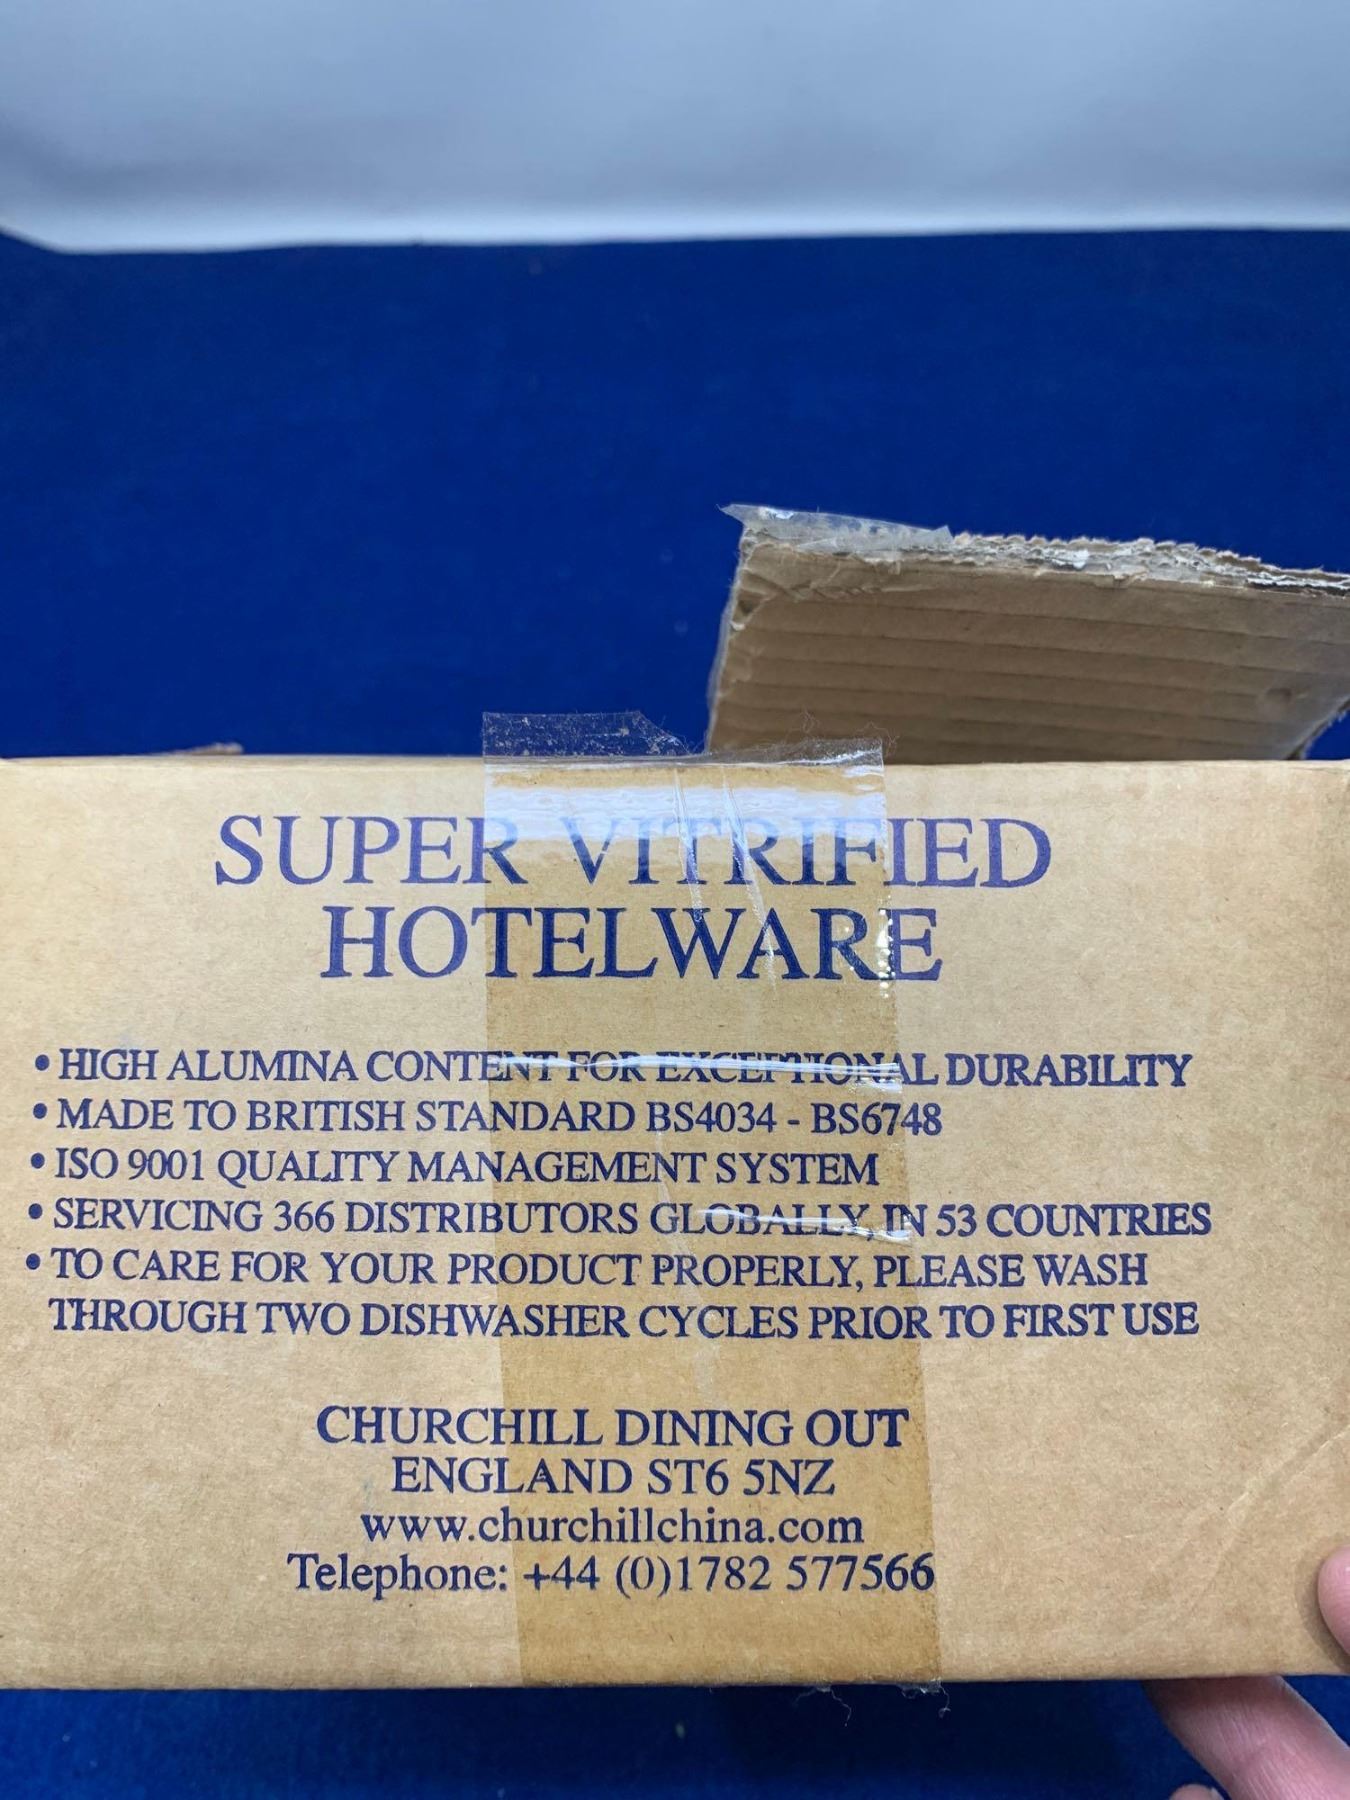 SUPER VITRIFIED
HOTELWARE
• HIGH ALUMINA CONTENT FOR EXCEPTIONAL DURABILITY
• MADE TO BRITISH STANDARD BS4034 - BS6748
• ISO 9001 QUALITY MANAGEMENT SYSTEM
• SERVICING 366 DISTRIBUTORS GLOBALLY, IN 53 COUNTRIES
• TO CARE FOR YOUR PRODUCT PROPERLY, PLEASE WASH
THROUGH TWO DISHWASHER CYCLES PRIOR TO FIRST USE
CHURCHILL DINING OUT
ENGLAND ST6 5NZ
www.churchillchina.com
Telephone: +44 (0)1782 577566